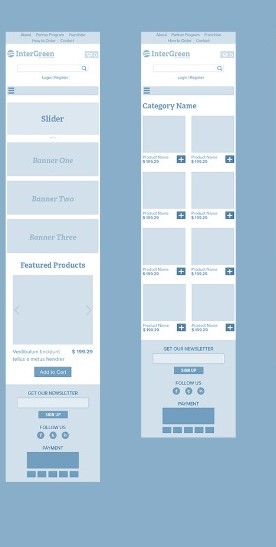 About Partner Program Franchise
How to Order Contact
InterGreen
Login / Register
Slider
Banner One
Banner Two
Banner Three
Featured Products
Vestibulum tincidunt $ 199.29
tellus a metus hendrer
Add to Cart
GET OUR NEWSLETTER
SIGN UP
FOLLOW US
PAYMENT
About Partner Program Franchise
How to Order Contact
InterGreen
Login / Register
Category Name
Product Name Product Name
$ 199.29 $ 199.29
Product Name Product Name
$ 199.29 $ 199.29
Product Name Product Name
$ 199.29 $ 199.29
Product Name Product Name
$ 199.29 $ 199.29
GET OUR NEWSLETTER
SIGN UP
FOLLOW US
PAYMENT